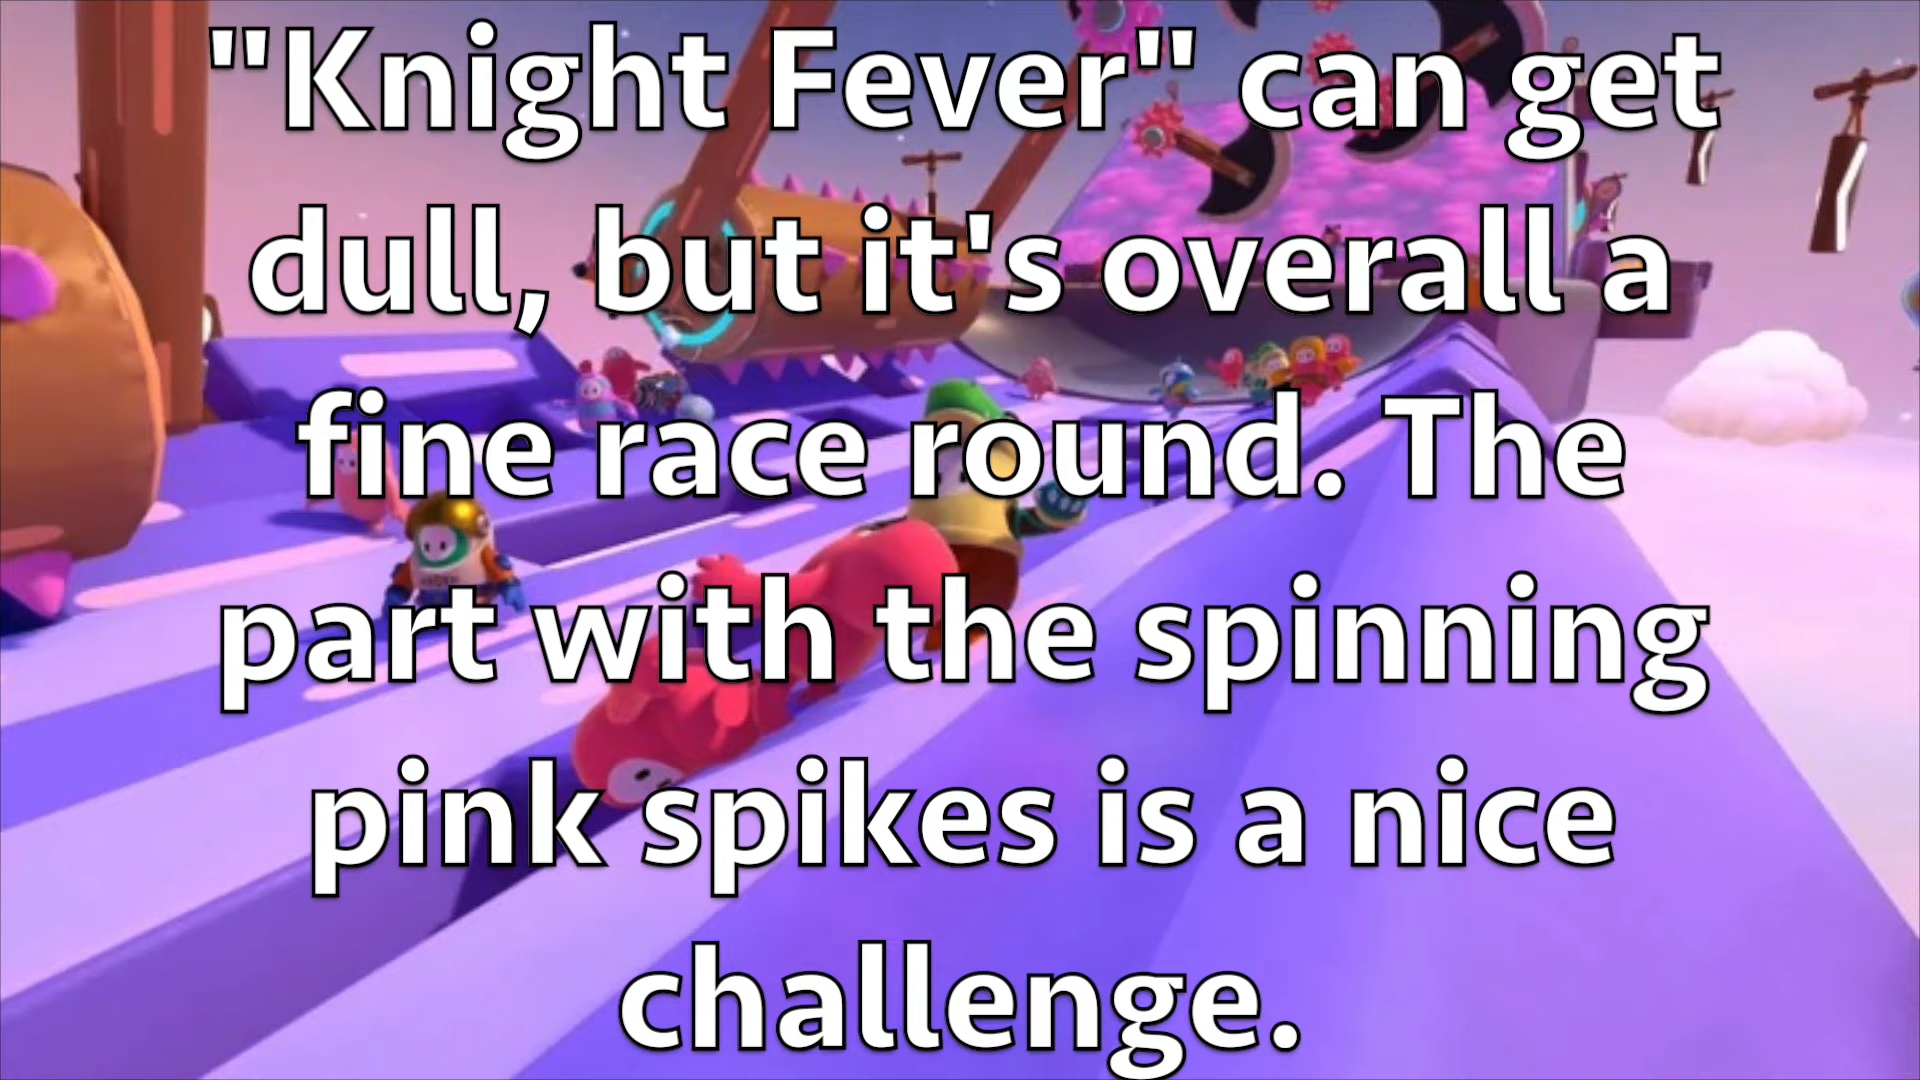 "Knight Fever" can get
dull, but it's overall a
fine race round. The
part with the spinning
pink spikes is a nice
challenge.